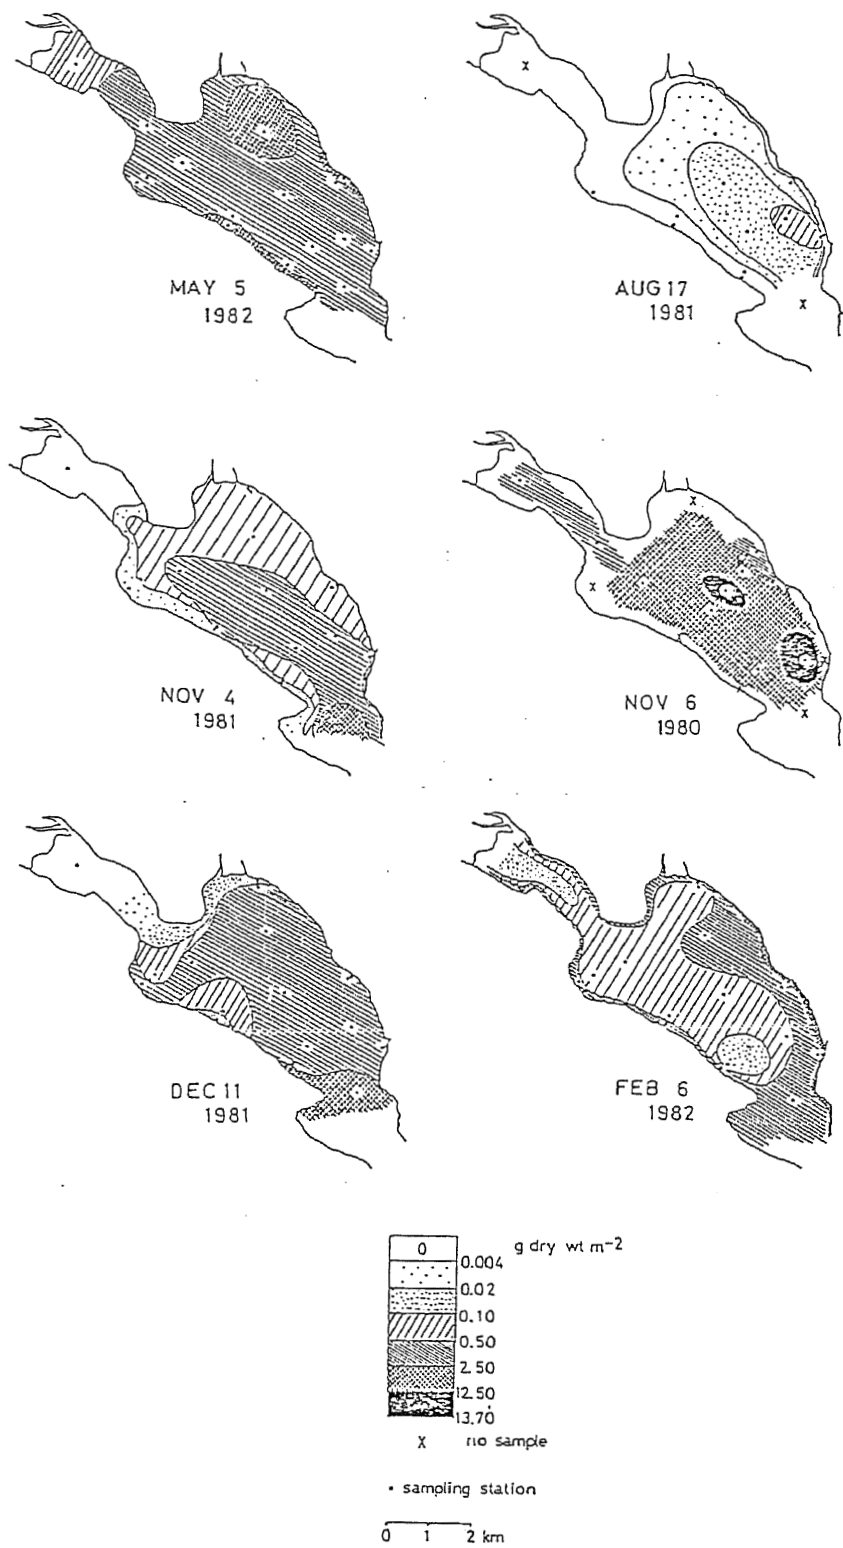 MAY 5
1982
X
X
AUG 17
1981
NOV 4
1981
X
X
X
NOV 6
1980
DEC 11
1981
FEB 6
1982
0 g dry wt m⁻²
0.004
0.02
0.10
0.50
2.50
12.50
13.70
X no sample
• sampling station
0 1 2 km